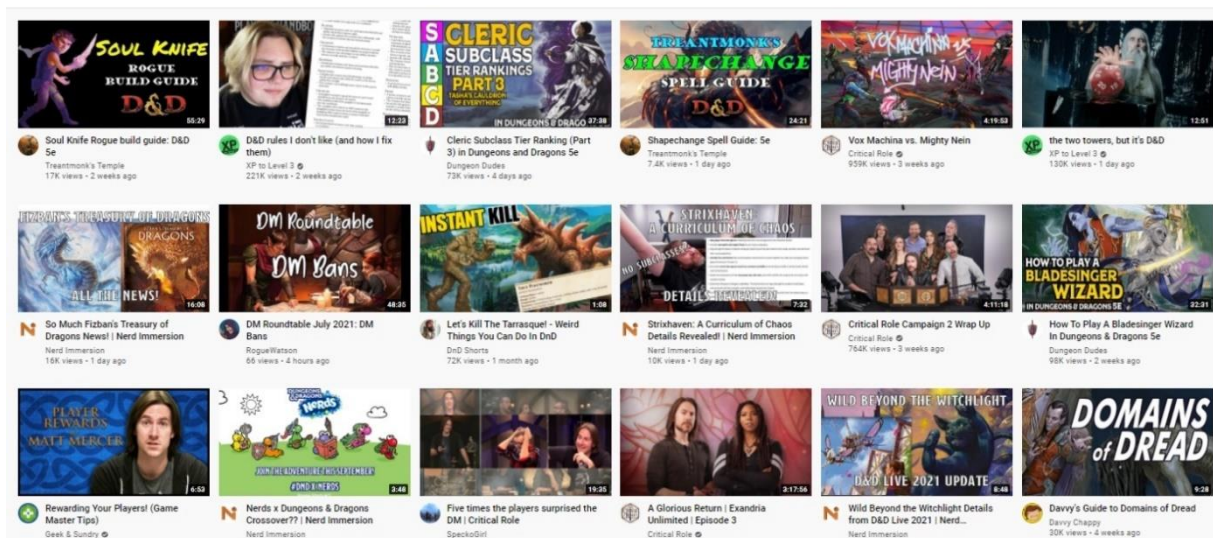 SOUL KNIFE
ROGUE
BUILD GUIDE
D&D
55:29
Soul Knife Rogue build guide: D&D
5e
Treantmonk's Temple
17K views • 2 weeks ago
12:23
XP
D&D rules I don't like (and how I fix
them)
XP to Level 3
221K views • 2 weeks ago
S
A
B
C
D
CLERIC
SUBCLASS
TIER RANKINGS
PART 3
TASHA'S CAULDRON
OF EVERYTHING
IN DUNGEONS & DRAGO
37:38
Cleric Subclass Tier Ranking (Part
3) in Dungeons and Dragons 5e
Dungeon Dudes
73K views • 4 days ago
TREANTMONK'S
SHAPECHANGE
SPELL GUIDE
D&D
24:21
Shapechange Spell Guide: 5e
Treantmonk's Temple
7.4K views • 1 day ago
VOX MACHINA
VS
MIGHTY NEIN
4:19:53
Vox Machina vs. Mighty Nein
Critical Role
959K views • 3 weeks ago
12:51
XP
the two towers, but it's D&D
XP to Level 3
130K views • 1 day ago
FIZBAN'S TREASURY OF DRAGONS
DRAGONS
ALL THE NEWS!
16:08
N
So Much Fizban's Treasury of
Dragons News! | Nerd Immersion
Nerd Immersion
16K views • 1 day ago
DM Roundtable
DM Bans
48:35
DM Roundtable July 2021: DM
Bans
RogueWatson
66 views • 4 hours ago
INSTANT KILL
1:08
Let's Kill The Tarrasque! - Weird
Things You Can Do In DnD
DnD Shorts
72K views • 1 month ago
STRIXHAVEN:
A CURRICULUM OF CHAOS
NO SUBCLASSES?
DETAILS REVEALED!
7:32
N
Strixhaven: A Curriculum of Chaos
Details Revealed! | Nerd Immersion
Nerd Immersion
10K views • 1 day ago
4:11:18
Critical Role Campaign 2 Wrap Up
Critical Role
764K views • 3 weeks ago
HOW TO PLAY A
BLADESINGER
WIZARD
IN DUNGEONS & DRAGONS 5E
32:31
How To Play A Bladesinger Wizard
In Dungeons & Dragons 5e
Dungeon Dudes
98K views • 2 weeks ago
PLAYER
REWARDS
MATT MERCER
6:53
Rewarding Your Players! (Game
Master Tips)
Geek & Sundry
DUNGEONS
& DRAGONS
NERDS
JOIN THE ADVENTURE THIS SEPTEMBER!
#DND X NERDS
3:48
N
Nerds x Dungeons & Dragons
Crossover?? | Nerd Immersion
Nerd Immersion
19:35
Five times the players surprised the
DM | Critical Role
SpeckoGirl
3:17:56
A Glorious Return | Exandria
Unlimited | Episode 3
Critical Role
WILD BEYOND THE WITCHLIGHT
D&D LIVE 2021 UPDATE
8:48
N
Wild Beyond the Witchlight Details
from D&D Live 2021 | Nerd...
Nerd Immersion
DOMAINS
of DREAD
9:28
Davvy's Guide to Domains of Dread
Davvy Chappy
30K views • 4 weeks ago